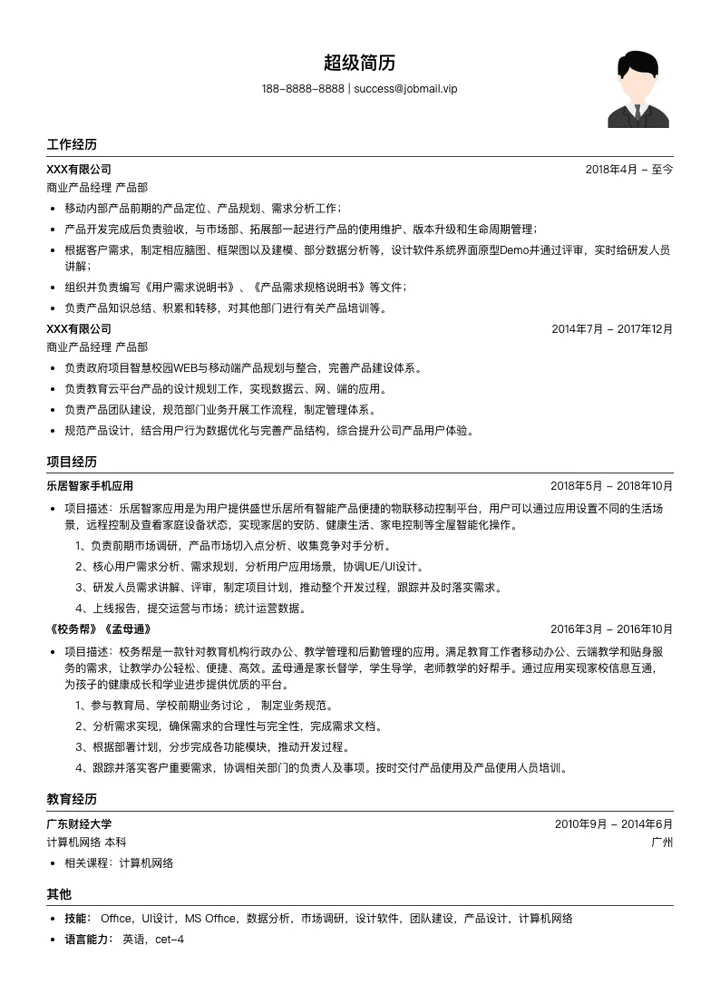 超级简历
188-8888-8888 | success@jobmail.vip
工作经历
XXX有限公司 2018年4月 - 至今
商业产品经理 产品部
• 移动内部产品前期的产品定位、产品规划、需求分析工作；
• 产品开发完成后负责验收，与市场部、拓展部一起进行产品的使用维护、版本升级和生命周期管理；
• 根据客户需求，制定相应脑图、框架图以及建模、部分数据分析等，设计软件系统界面原型Demo并通过评审，实时给研发人员
讲解；
• 组织并负责编写《用户需求说明书》、《产品需求规格说明书》等文件；
• 负责产品知识总结、积累和转移，对其他部门进行有关产品培训等。
XXX有限公司 2014年7月 - 2017年12月
商业产品经理 产品部
• 负责政府项目智慧校园WEB与移动端产品规划与整合，完善产品建设体系。
• 负责教育云平台产品的设计规划工作，实现数据云、网、端的应用。
• 负责产品团队建设，规范部门业务开展工作流程，制定管理体系。
• 规范产品设计，结合用户行为数据优化与完善产品结构，综合提升公司产品用户体验。
项目经历
乐居智家手机应用 2018年5月 - 2018年10月
• 项目描述：乐居智家应用是为用户提供盛世乐居所有智能产品便捷的物联移动控制平台，用户可以通过应用设置不同的生活场
景，远程控制及查看家庭设备状态，实现家居的安防、健康生活、家电控制等全屋智能化操作。
1、负责前期市场调研，产品市场切入点分析、收集竞争对手分析。
2、核心用户需求分析、需求规划，分析用户应用场景，协调UE/UI设计。
3、研发人员需求讲解、评审，制定项目计划，推动整个开发过程，跟踪并及时落实需求。
4、上线报告，提交运营与市场；统计运营数据。
《校务帮》《孟母通》 2016年3月 - 2016年10月
• 项目描述：校务帮是一款针对教育机构行政办公、教学管理和后勤管理的应用。满足教育工作者移动办公、云端教学和贴身服
务的需求，让教学办公轻松、便捷、高效。孟母通是家长督学，学生导学，老师教学的好帮手。通过应用实现家校信息互通，
为孩子的健康成长和学业进步提供优质的平台。
1、参与教育局、学校前期业务讨论 ， 制定业务规范。
2、分析需求实现，确保需求的合理性与完全性，完成需求文档。
3、根据部署计划，分步完成各功能模块，推动开发过程。
4、跟踪并落实客户重要需求，协调相关部门的负责人及事项。按时交付产品使用及产品使用人员培训。
教育经历
广东财经大学 2010年9月 - 2014年6月
计算机网络 本科 广州
• 相关课程：计算机网络
其他
• 技能： Office，UI设计，MS Office，数据分析，市场调研，设计软件，团队建设，产品设计，计算机网络
• 语言能力： 英语，cet-4